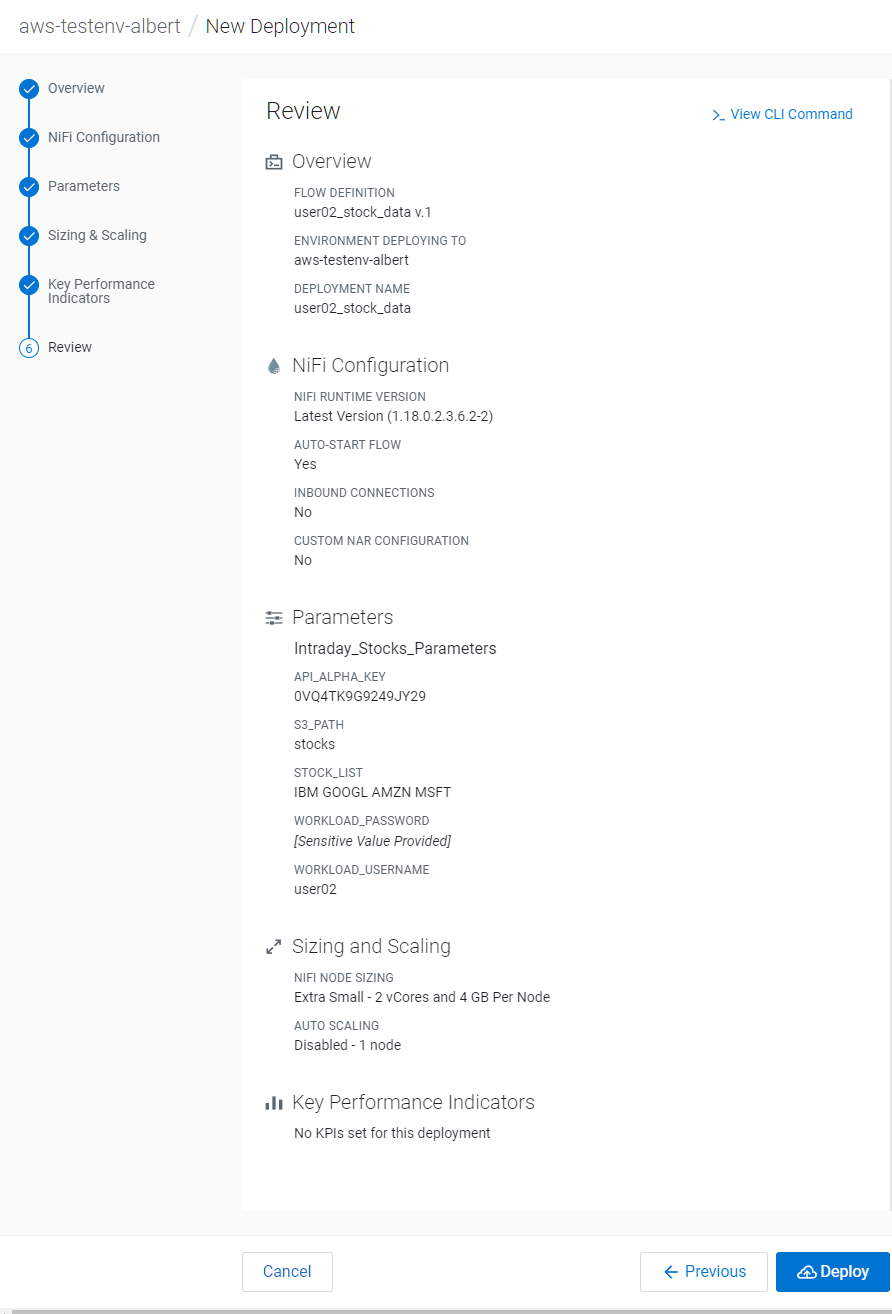 aws-testenv-albert / New Deployment
Overview
NiFi Configuration
Parameters
Sizing & Scaling
Key Performance
Indicators
6 Review
Review
>_ View CLI Command
Overview
FLOW DEFINITION
user02_stock_data v.1
ENVIRONMENT DEPLOYING TO
aws-testenv-albert
DEPLOYMENT NAME
user02_stock_data
NiFi Configuration
NIFI RUNTIME VERSION
Latest Version (1.18.0.2.3.6.2-2)
AUTO-START FLOW
Yes
INBOUND CONNECTIONS
No
CUSTOM NAR CONFIGURATION
No
Parameters
Intraday_Stocks_Parameters
API_ALPHA_KEY
0VQ4TK9G9249JY29
S3_PATH
stocks
STOCK_LIST
IBM GOOGL AMZN MSFT
WORKLOAD_PASSWORD
[Sensitive Value Provided]
WORKLOAD_USERNAME
user02
Sizing and Scaling
NIFI NODE SIZING
Extra Small - 2 vCores and 4 GB Per Node
AUTO SCALING
Disabled - 1 node
Key Performance Indicators
No KPIs set for this deployment
Cancel
Previous
Deploy